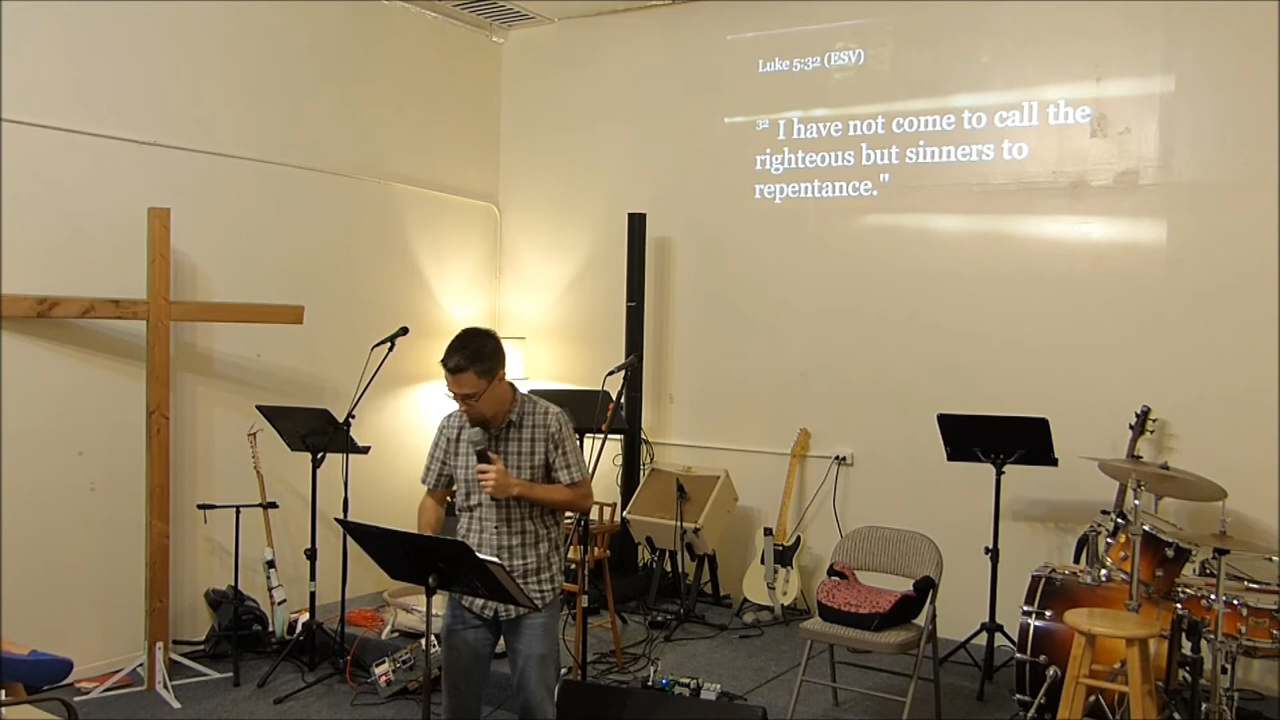 Luke 5:32 (ESV)
32 I have not come to call the
righteous but sinners to
repentance."